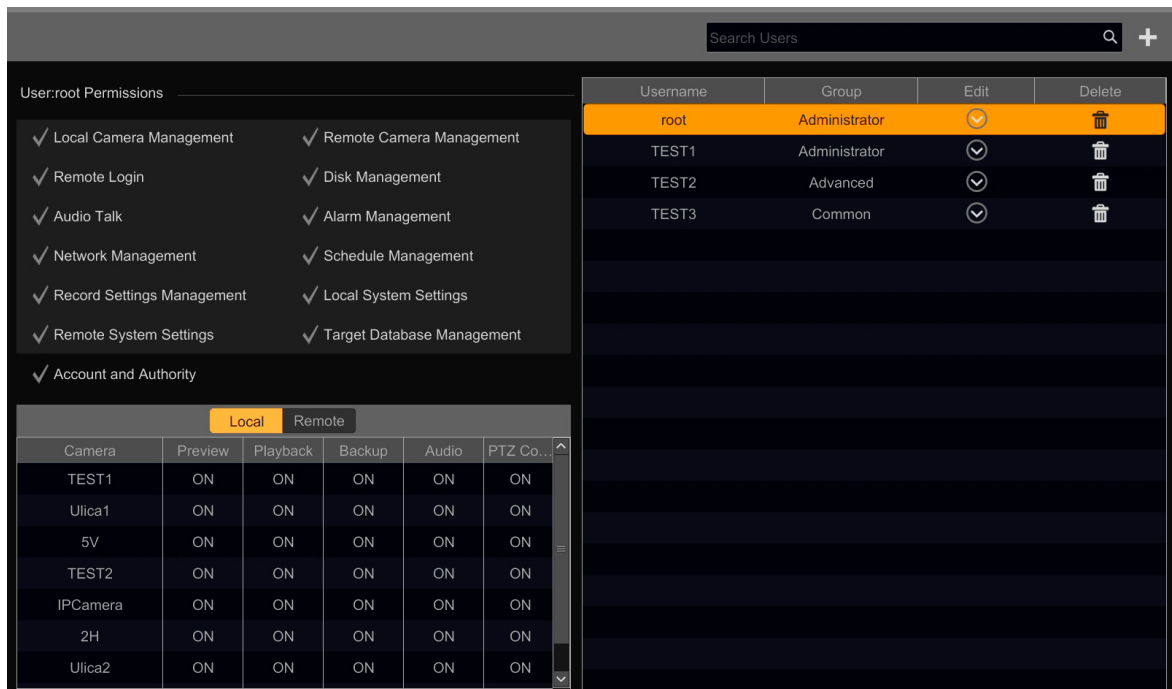 Search Users
User:root Permissions
Local Camera Management Remote Camera Management
Remote Login Disk Management
Audio Talk Alarm Management
Network Management Schedule Management
Record Settings Management Local System Settings
Remote System Settings Target Database Management
Account and Authority
Local Remote
Camera Preview Playback Backup Audio PTZ Co...
TEST1 ON ON ON ON ON
Ulica1 ON ON ON ON ON
5V ON ON ON ON ON
TEST2 ON ON ON ON ON
IPCamera ON ON ON ON ON
2H ON ON ON ON ON
Ulica2 ON ON ON ON ON
Username Group Edit Delete
root Administrator
TEST1 Administrator
TEST2 Advanced
TEST3 Common